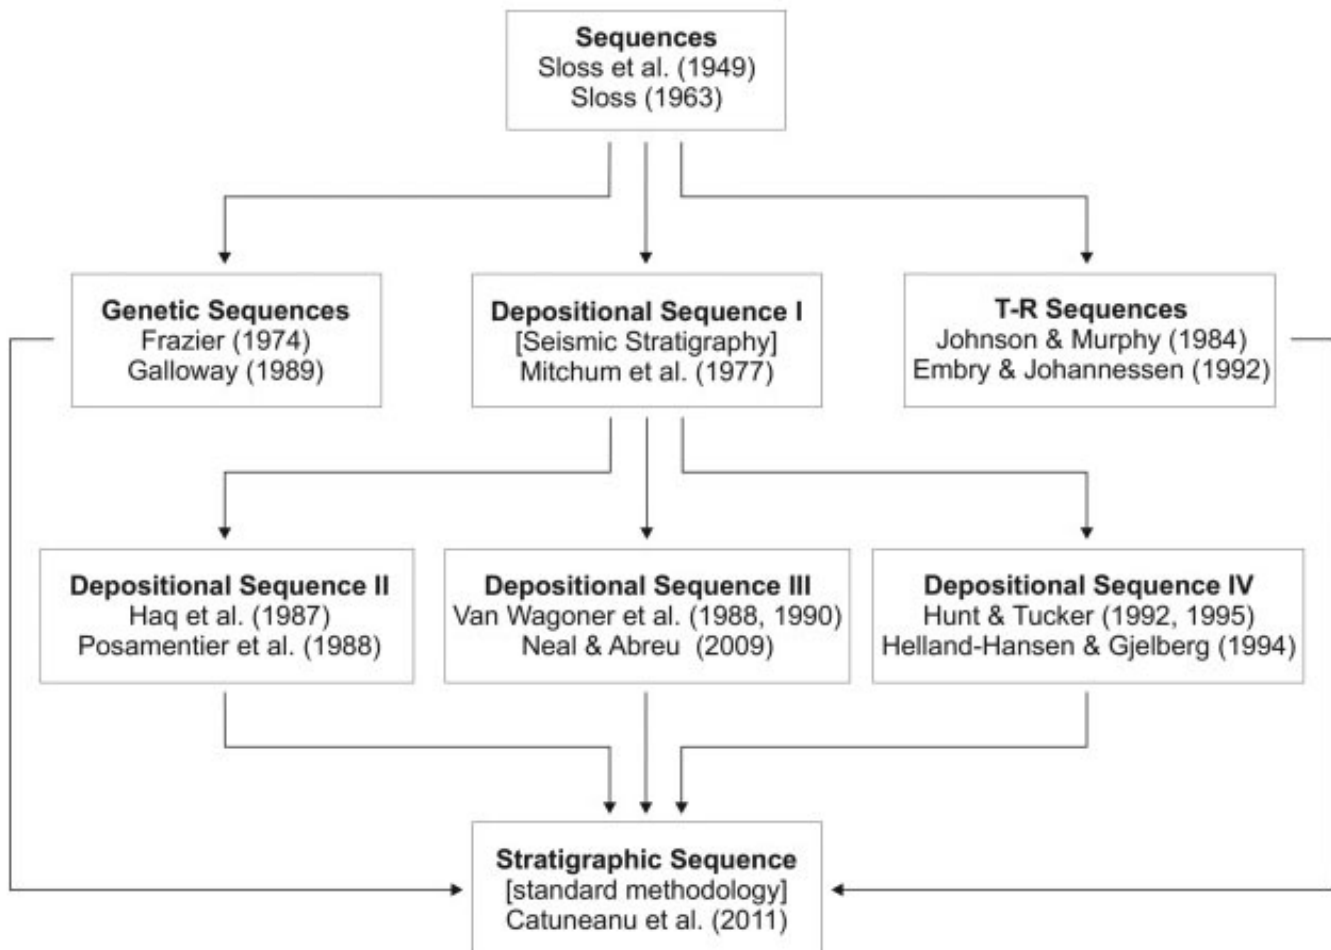 Sequences
Sloss et al. (1949)
Sloss (1963)
Genetic Sequences
Frazier (1974)
Galloway (1989)
Depositional Sequence I
[Seismic Stratigraphy]
Mitchum et al. (1977)
T-R Sequences
Johnson & Murphy (1984)
Embry & Johannessen (1992)
Depositional Sequence II
Haq et al. (1987)
Posamentier et al. (1988)
Depositional Sequence III
Van Wagoner et al. (1988, 1990)
Neal & Abreu (2009)
Depositional Sequence IV
Hunt & Tucker (1992, 1995)
Helland-Hansen & Gjelberg (1994)
Stratigraphic Sequence
[standard methodology]
Catuneanu et al. (2011)